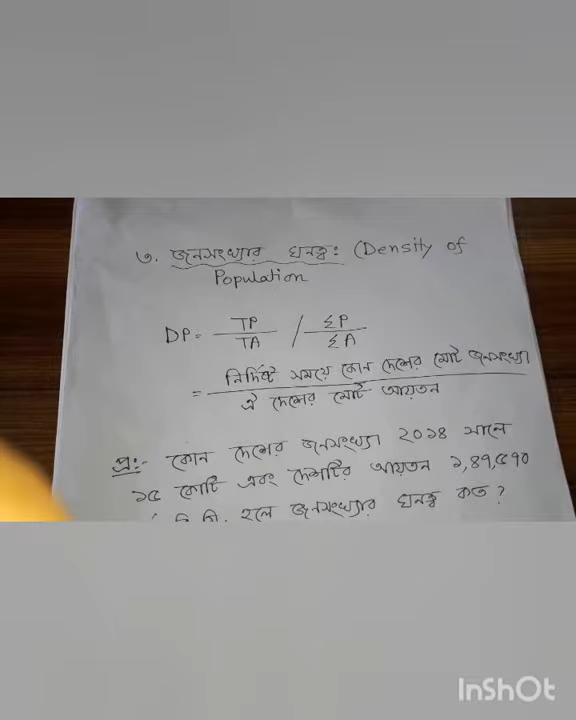 ৩. জনসংখ্যার ঘনত্ব: (Density of
Population
DP = TP/TA / ΣP/ΣA
= নির্দিষ্ট সময়ে কোন দেশের মোট জনসংখ্যা
ঐ দেশের মোট আয়তন
প্র:- কোন দেশের জনসংখ্যা ২০১৪ সালে
১৫ কোটি এবং দেশটির আয়তন ১,৪৭,৫৭০
হলে জনসংখ্যার ঘনত্ব কত?
InShOt